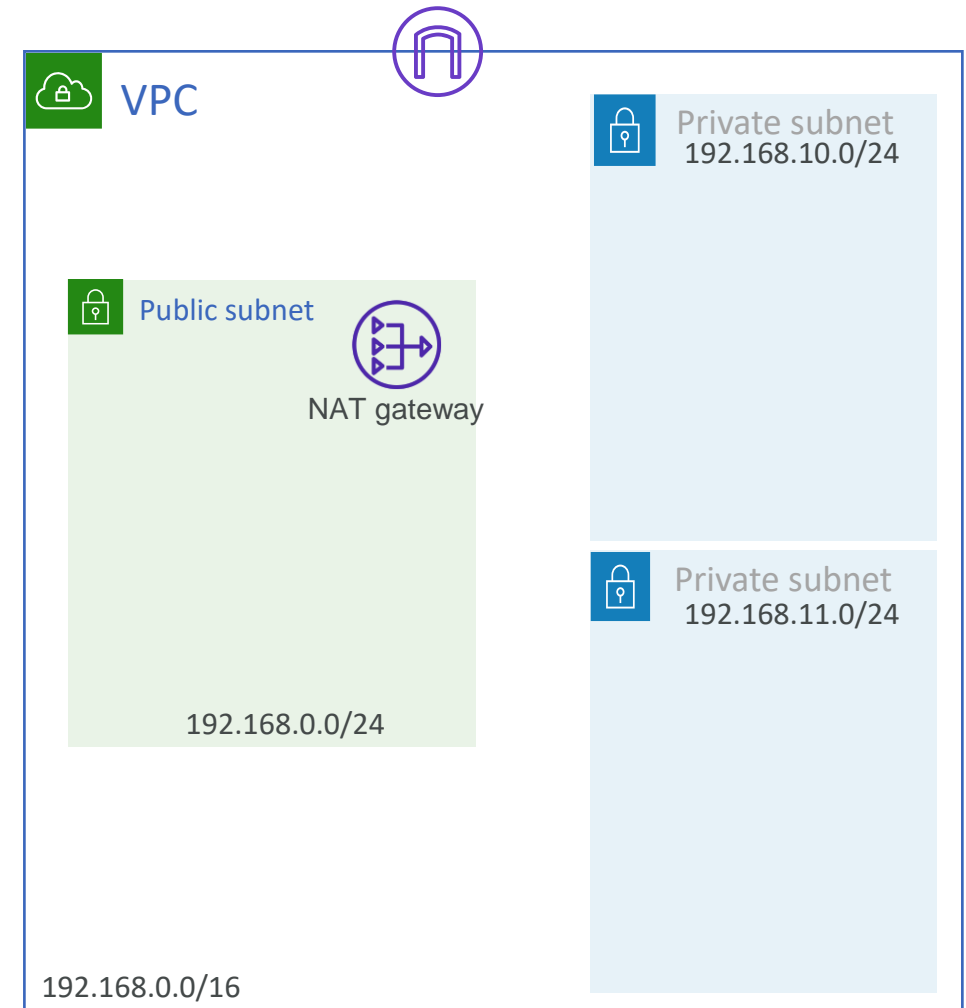 VPC
Private subnet
192.168.10.0/24
Public subnet
NAT gateway
Private subnet
192.168.11.0/24
192.168.0.0/24
192.168.0.0/16